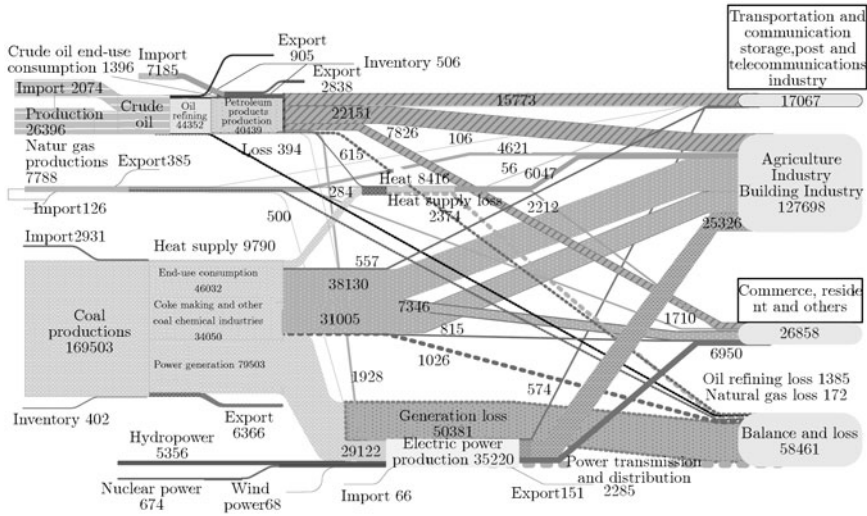 Crude oil end-use
consumption 1396
Import
7185
Export
905
Inventory 506
Export
2838
Transportation and
communication
storage,post and
telecommunications
industry
17067
Import 2074
Production
26396
Crude
oil
Oil
refining
44352
Petroleum
products
production
40439
22151
15773
7826
106
4621
56
6047
Natur gas
productions
7788
Export385
Import126
Loss 394
615
284
Heat 8416
Heat supply loss
2374
2212
500
Agriculture
Industry
Building Industry
127698
25326
Import2931
Heat supply 9790
Coal
productions
169503
End-use consumption
46032
Coke making and other
coal chemical industries
34050
Power generation 79503
557
38130
31005
7346
815
1026
1710
Commerce, reside
nt and others
26858
6950
574
1928
Oil refining loss 1385
Natural gas loss 172
Inventory 402
Export
6366
Generation loss
50381
Balance and loss
58461
Hydropower
5356
29122
Electric power
production 35220
Power transmission
and distribution
2285
Nuclear power
674
Wind
power68
Import 66
Export151